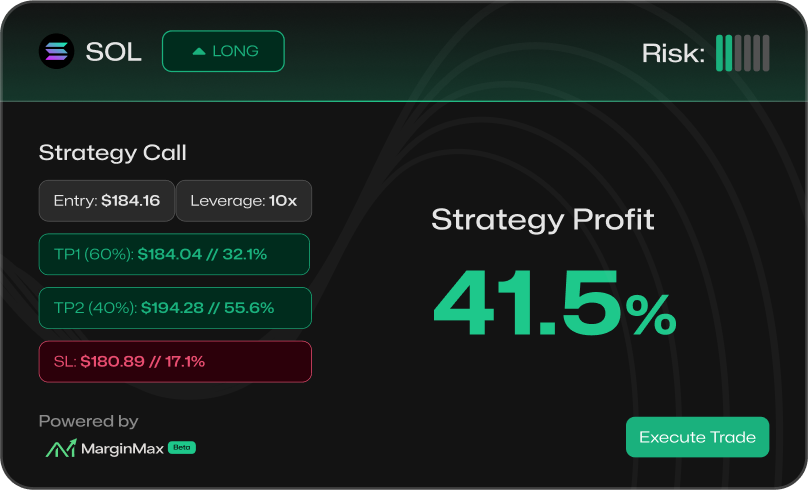 SOL
LONG
Risk:
Strategy Call
Entry: $184.16
Leverage: 10x
TP1 (60%): $184.04 // 32.1%
TP2 (40%): $194.28 // 55.6%
SL: $180.89 // 17.1%
Strategy Profit
41.5%
Powered by
MarginMax Beta
Execute Trade